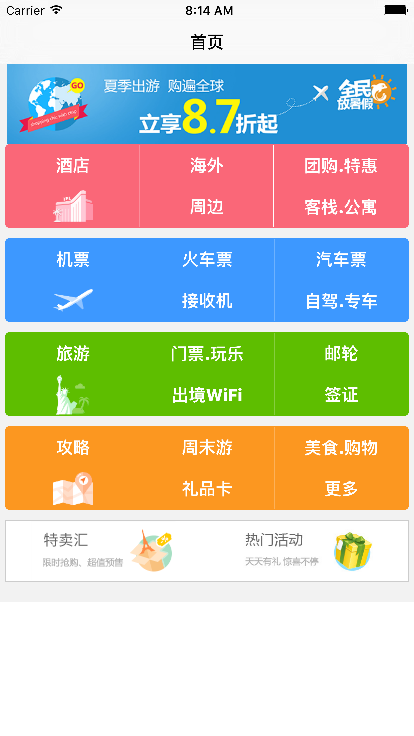 Carrier 8:14 AM
首页
夏季出游 购遍全球
立享8.7折起
GO
全民
放暑假
酒店 海外 团购.特惠
周边 客栈.公寓
机票 火车票 汽车票
接收机 自驾.专车
旅游 门票.玩乐 邮轮
出境WiFi 签证
攻略 周末游 美食.购物
礼品卡 更多
特卖汇 热门活动
限时抢购、超值预售 天天有礼 惊喜不停